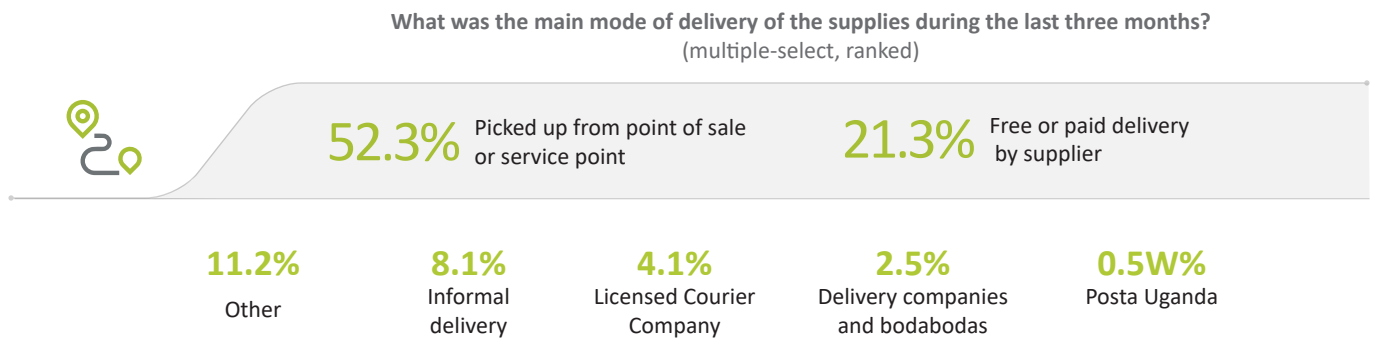 What was the main mode of delivery of the supplies during the last three months?
(multiple-select, ranked)
52.3%
Picked up from point of sale
or service point
21.3%
Free or paid delivery
by supplier
11.2%
Other
8.1%
Informal
delivery
4.1%
Licensed Courier
Company
2.5%
Delivery companies
and bodabodas
0.5W%
Posta Uganda